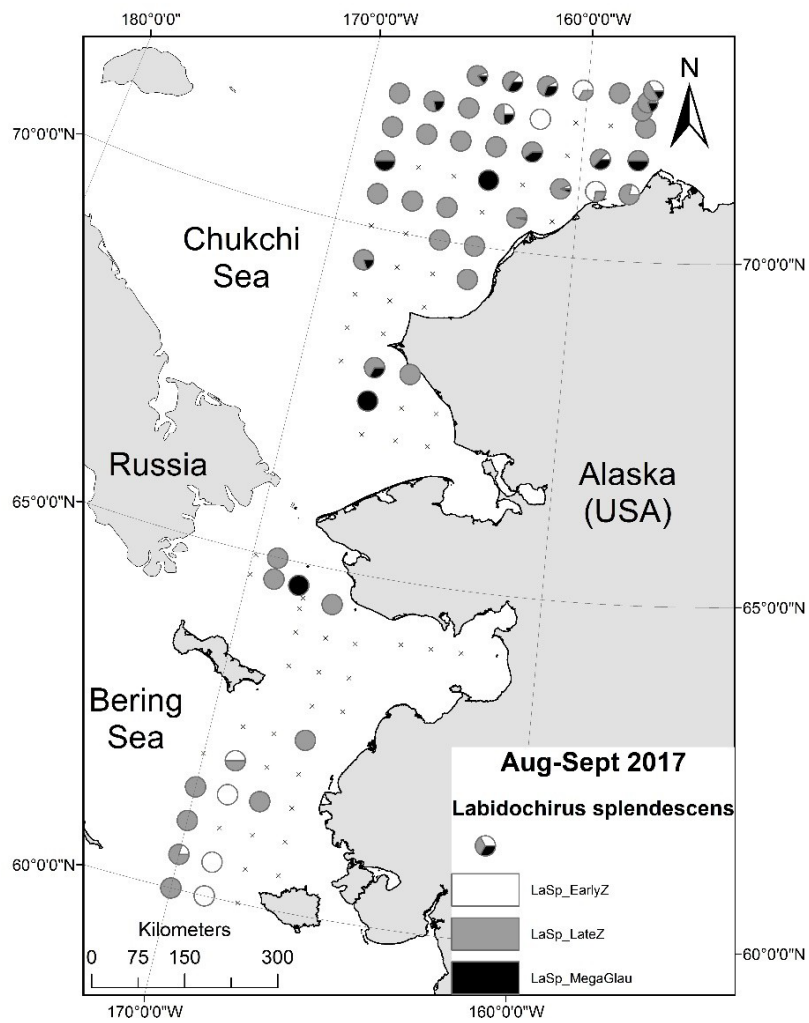 180°0'0" 170°0'0"W 160°0'0"W
N
70°0'0"N
Chukchi
Sea
70°0'0"N
Russia
Alaska
(USA)
65°0'0"N
65°0'0"N
Bering
Sea
Aug-Sept 2017
Labidochirus splendescens
60°0'0"N
LaSp_EarlyZ
LaSp_LateZ
Kilometers
60°0'0"N
0 75 150 300
LaSp_MegaGlau
170°0'0"W 160°0'0"W